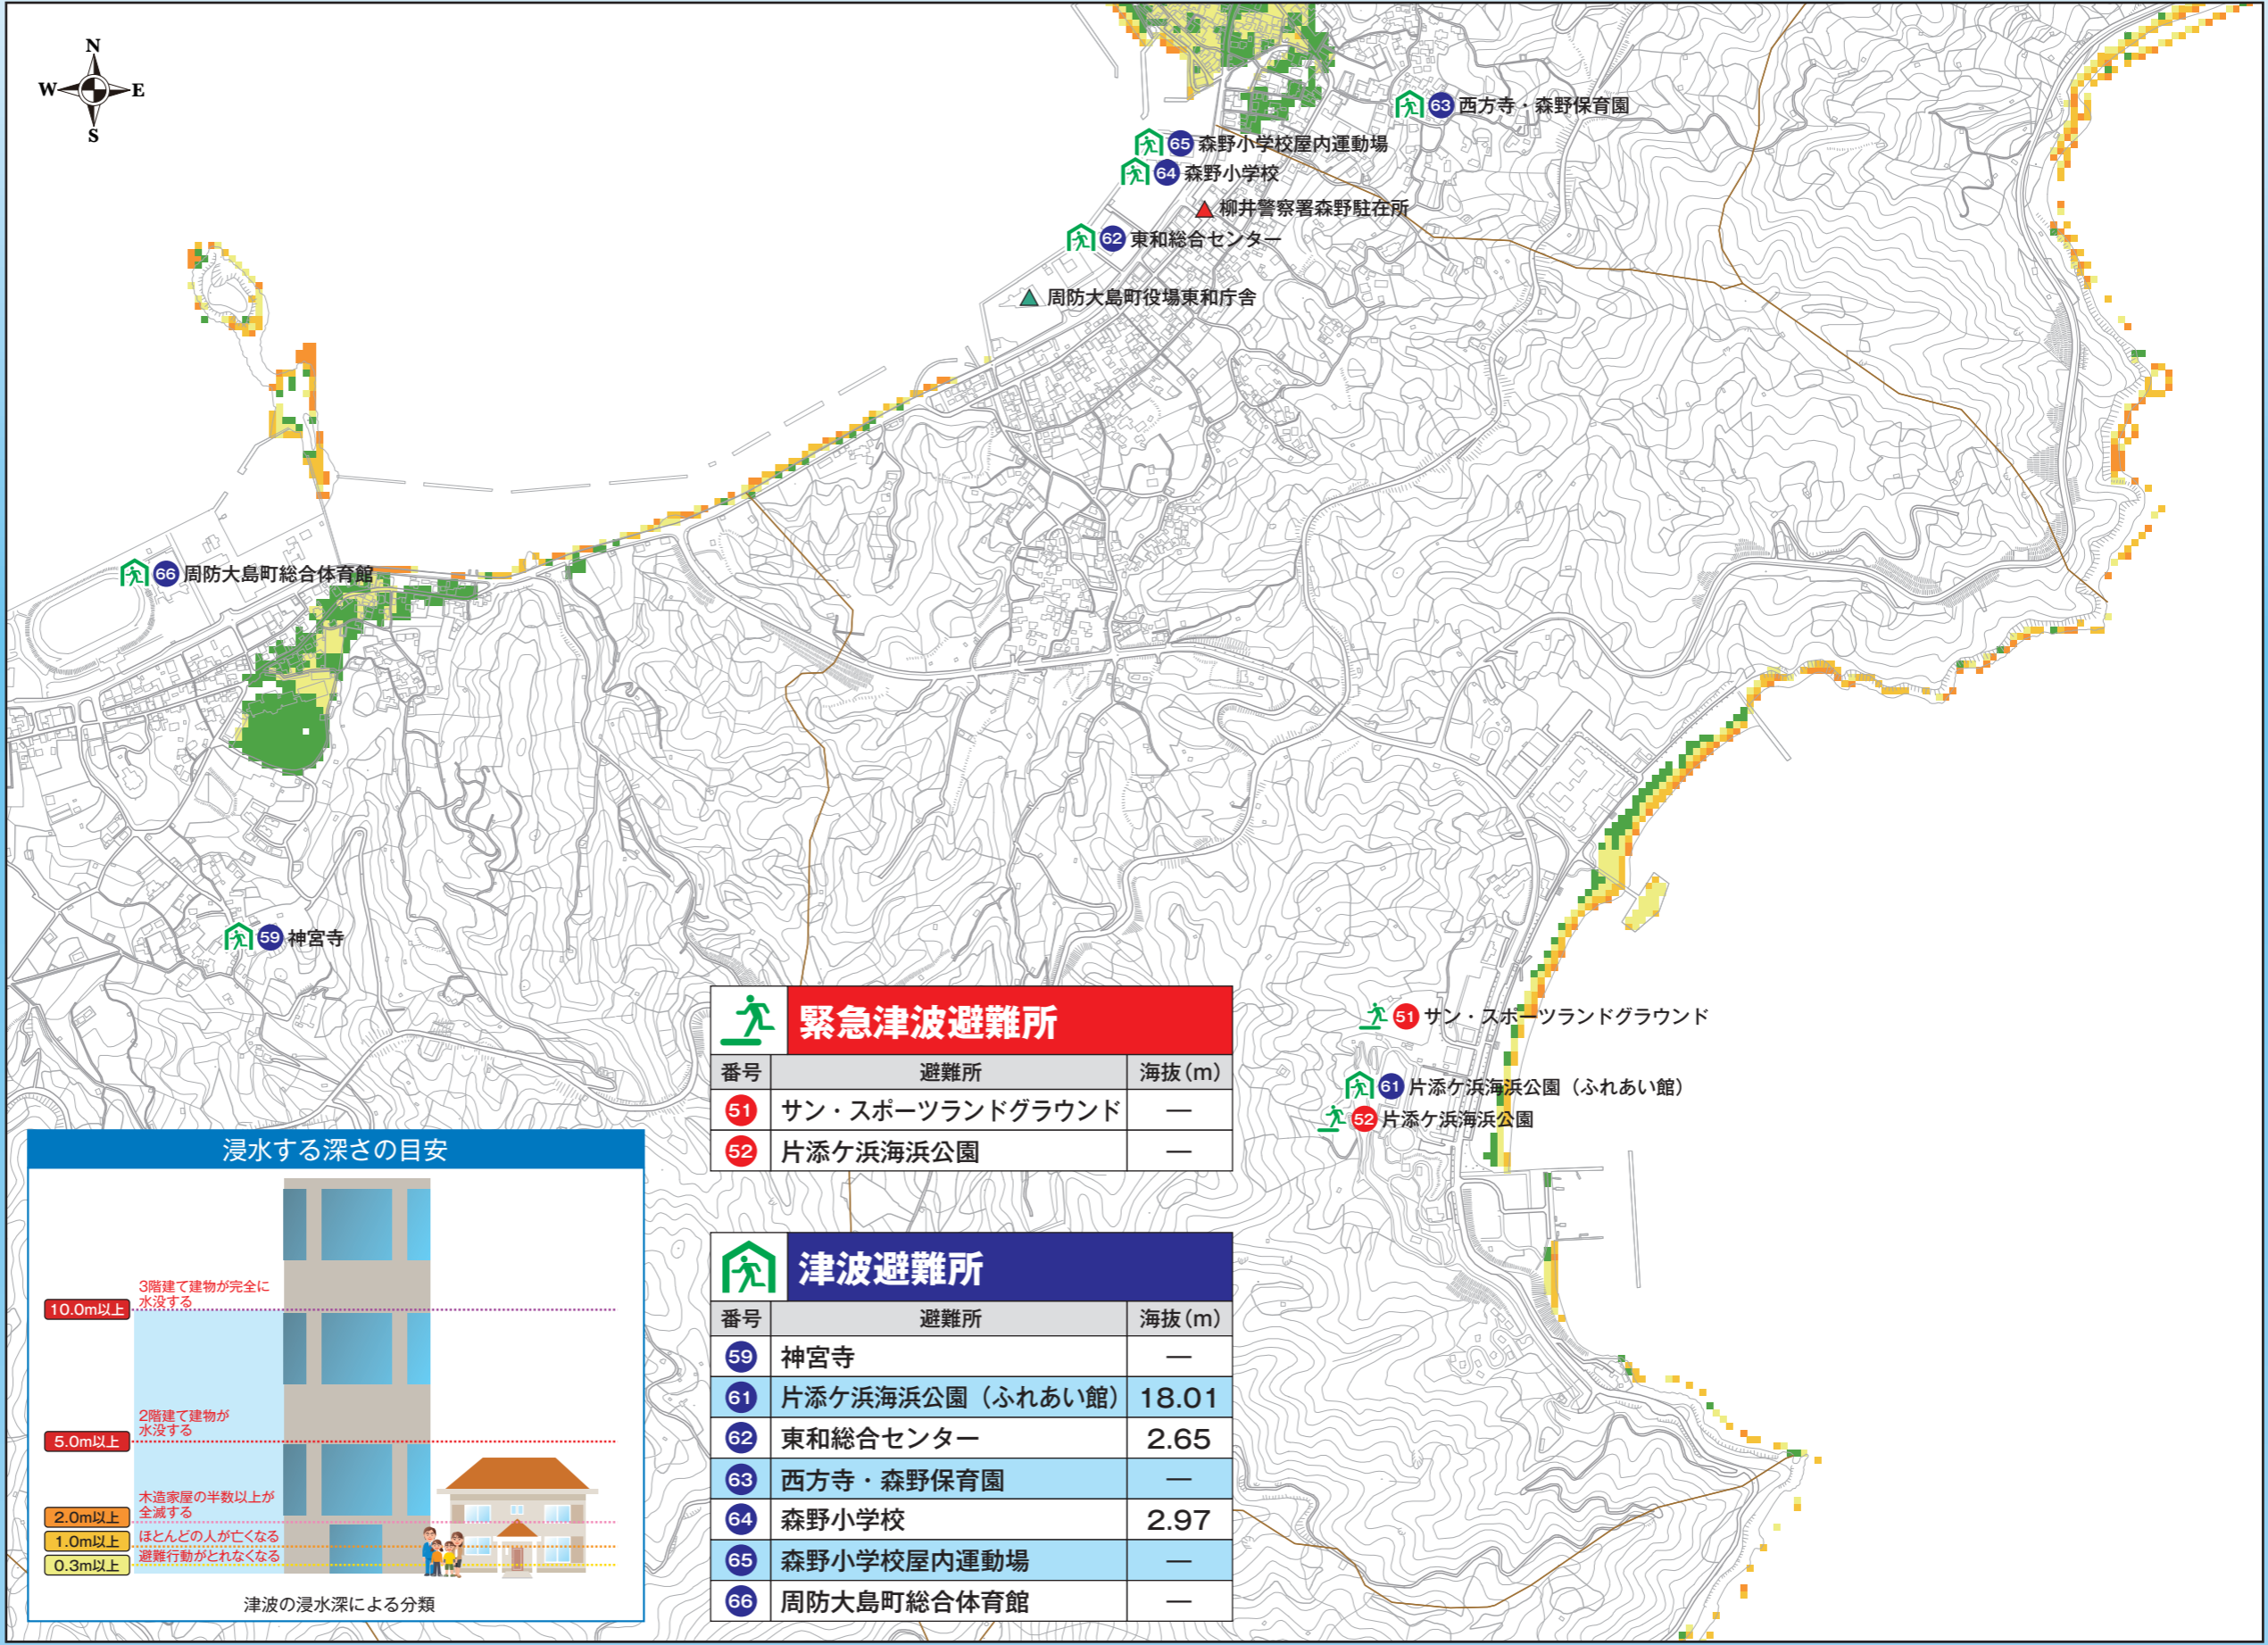 N
W E
S
63 西方寺・森野保育園
65 森野小学校屋内運動場
64 森野小学校
柳井警察署森野駐在所
62 東和総合センター
周防大島町役場東和庁舎
66 周防大島町総合体育館
59 神宮寺
51 サン・スポーツランドグラウンド
61 片添ケ浜海浜公園（ふれあい館）
52 片添ケ浜海浜公園
緊急津波避難所
番号 避難所 海抜（m）
51 サン・スポーツランドグラウンド ―
52 片添ケ浜海浜公園 ―
津波避難所
番号 避難所 海抜（m）
59 神宮寺 ―
61 片添ケ浜海浜公園（ふれあい館） 18.01
62 東和総合センター 2.65
63 西方寺・森野保育園 ―
64 森野小学校 2.97
65 森野小学校屋内運動場 ―
66 周防大島町総合体育館 ―
浸水する深さの目安
3階建て建物が完全に
水没する
10.0m以上
2階建て建物が
水没する
5.0m以上
木造家屋の半数以上が
全滅する
2.0m以上
ほとんどの人が亡くなる
1.0m以上
避難行動がとれなくなる
0.3m以上
津波の浸水深による分類